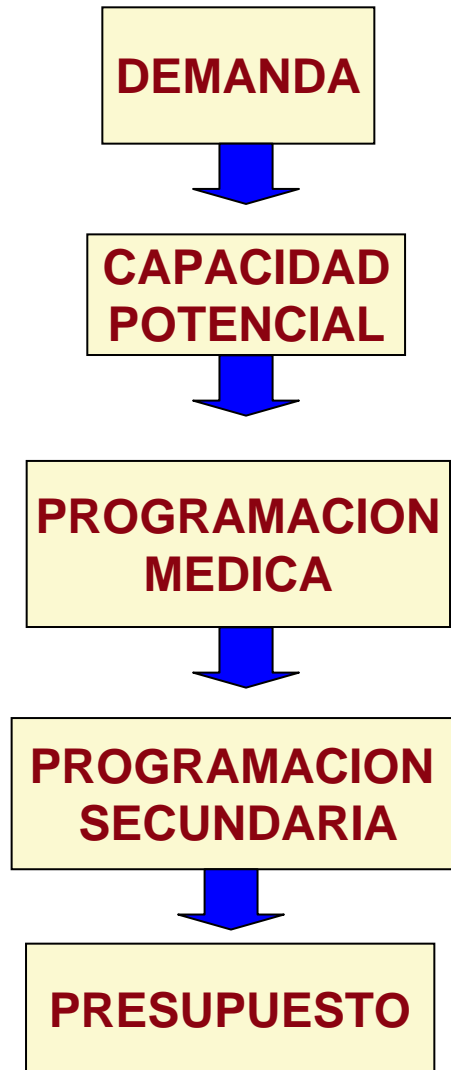 DEMANDA
CAPACIDAD
POTENCIAL
PROGRAMACION
MEDICA
PROGRAMACION
SECUNDARIA
PRESUPUESTO